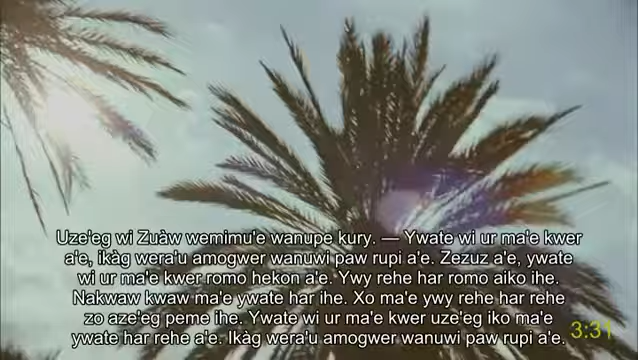 Uze'eg wi Zuàw wemimu'e wanupe kury. — Ywate wi ur ma'e kwer
a'e, ikàg wera'u amogwer wanuwi paw rupi a'e. Zezuz a'e, ywate
wi ur ma'e kwer romo hekon a'e. Ywy rehe har romo aiko ihe.
Nakwaw kwaw ma'e ywate har ihe. Xo ma'e ywy rehe har rehe
zo aze'eg peme ihe. Ywate wi ur ma'e kwer uze'eg iko ma'e
ywate har rehe a'e. Ikàg wera'u amogwer wanuwi paw rupi a'e.
3:31